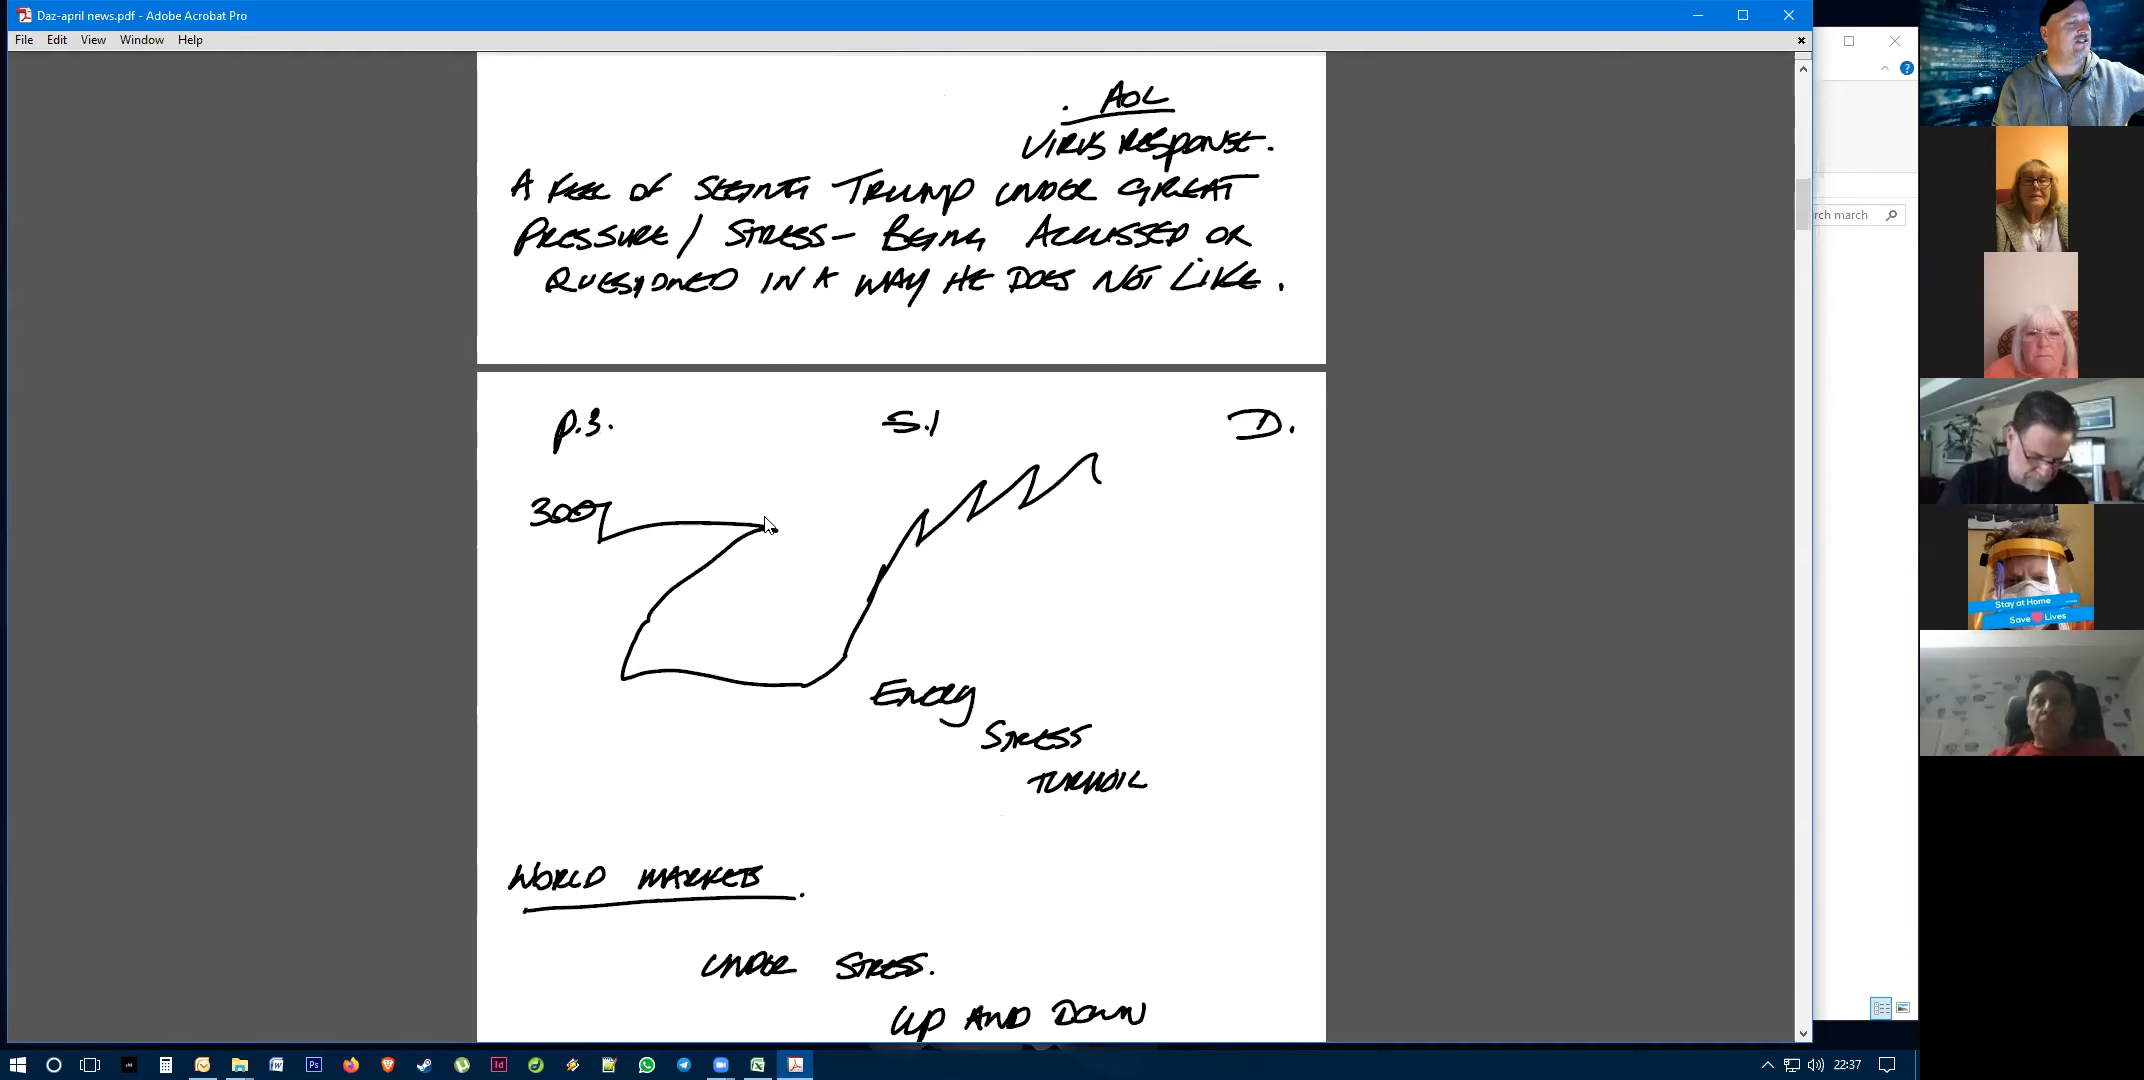 Daz-april news.pdf - Adobe Acrobat Pro
File Edit View Window Help
. AOL
VIRUS RESPONSE.
A FEEL OF SEEING TRUMP UNDER GREAT
PRESSURE/ STRESS- BEING ACCUSSED OR
QUESTIONED IN A WAY HE DOES NOT LIKE.
P.3. S.1 D.
ENERGY
STRESS
TURMOIL
WORLD MARKETS.
UNDER STRESS.
UP AND DOWN
rch march
Stay at Home
Save Lives
22:37